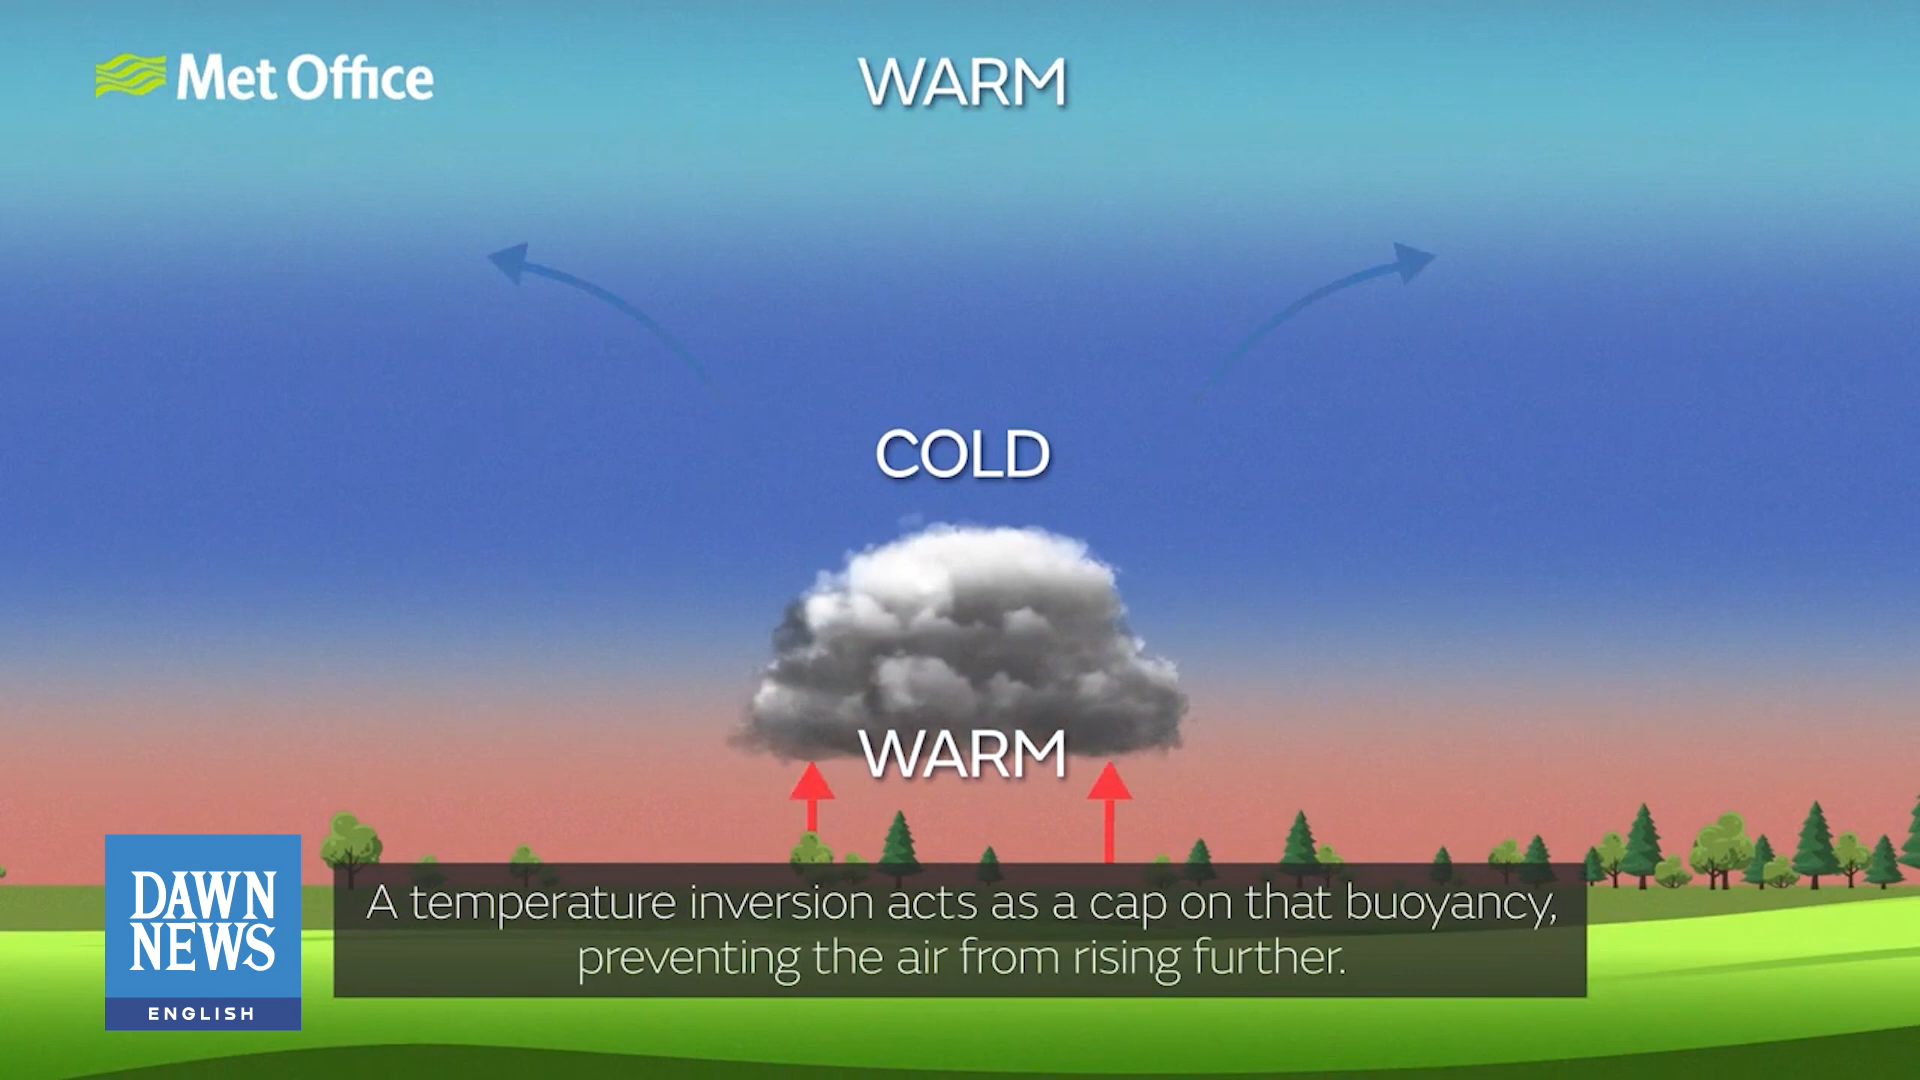 Met Office
WARM
COLD
WARM
DAWN
NEWS
ENGLISH
A temperature inversion acts as a cap on that buoyancy,
preventing the air from rising further.